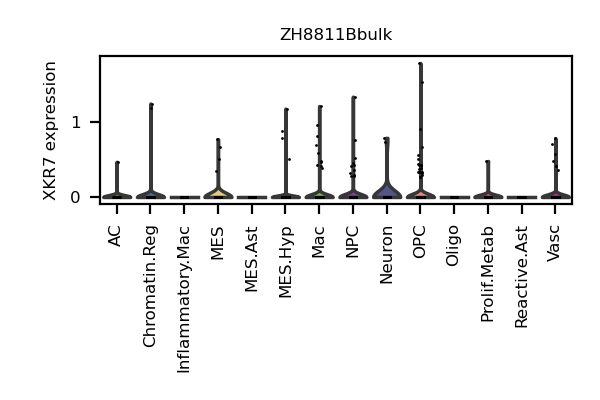 ZH8811Bbulk
XKR7 expression
1
0
AC
Chromatin.Reg
Inflammatory.Mac
MES
MES.Ast
MES.Hyp
Mac
NPC
Neuron
OPC
Oligo
Prolif.Metab
Reactive.Ast
Vasc